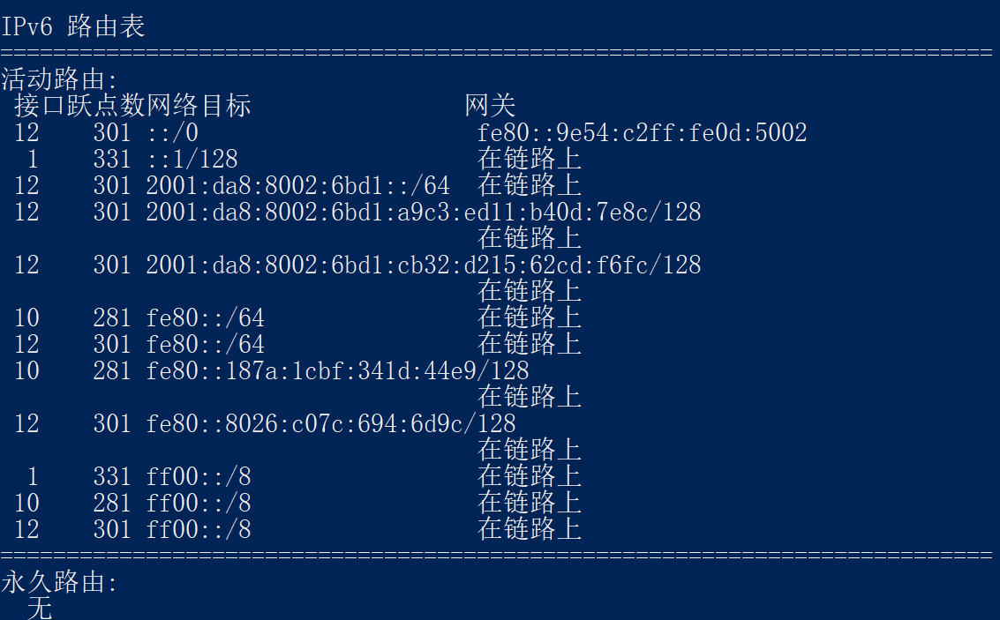 IPv6 路由表
===========================================================================
活动路由:
 接口跃点数网络目标                网关
 12    301 ::/0                     fe80::9e54:c2ff:fe0d:5002
  1    331 ::1/128                  在链路上
 12    301 2001:da8:8002:6bd1::/64  在链路上
 12    301 2001:da8:8002:6bd1:a9c3:ed11:b40d:7e8c/128
                                    在链路上
 12    301 2001:da8:8002:6bd1:cb32:d215:62cd:f6fc/128
                                    在链路上
 10    281 fe80::/64                在链路上
 12    301 fe80::/64                在链路上
 10    281 fe80::187a:1cbf:341d:44e9/128
                                    在链路上
 12    301 fe80::8026:c07c:694:6d9c/128
                                    在链路上
  1    331 ff00::/8                 在链路上
 10    281 ff00::/8                 在链路上
 12    301 ff00::/8                 在链路上
===========================================================================
永久路由:
  无